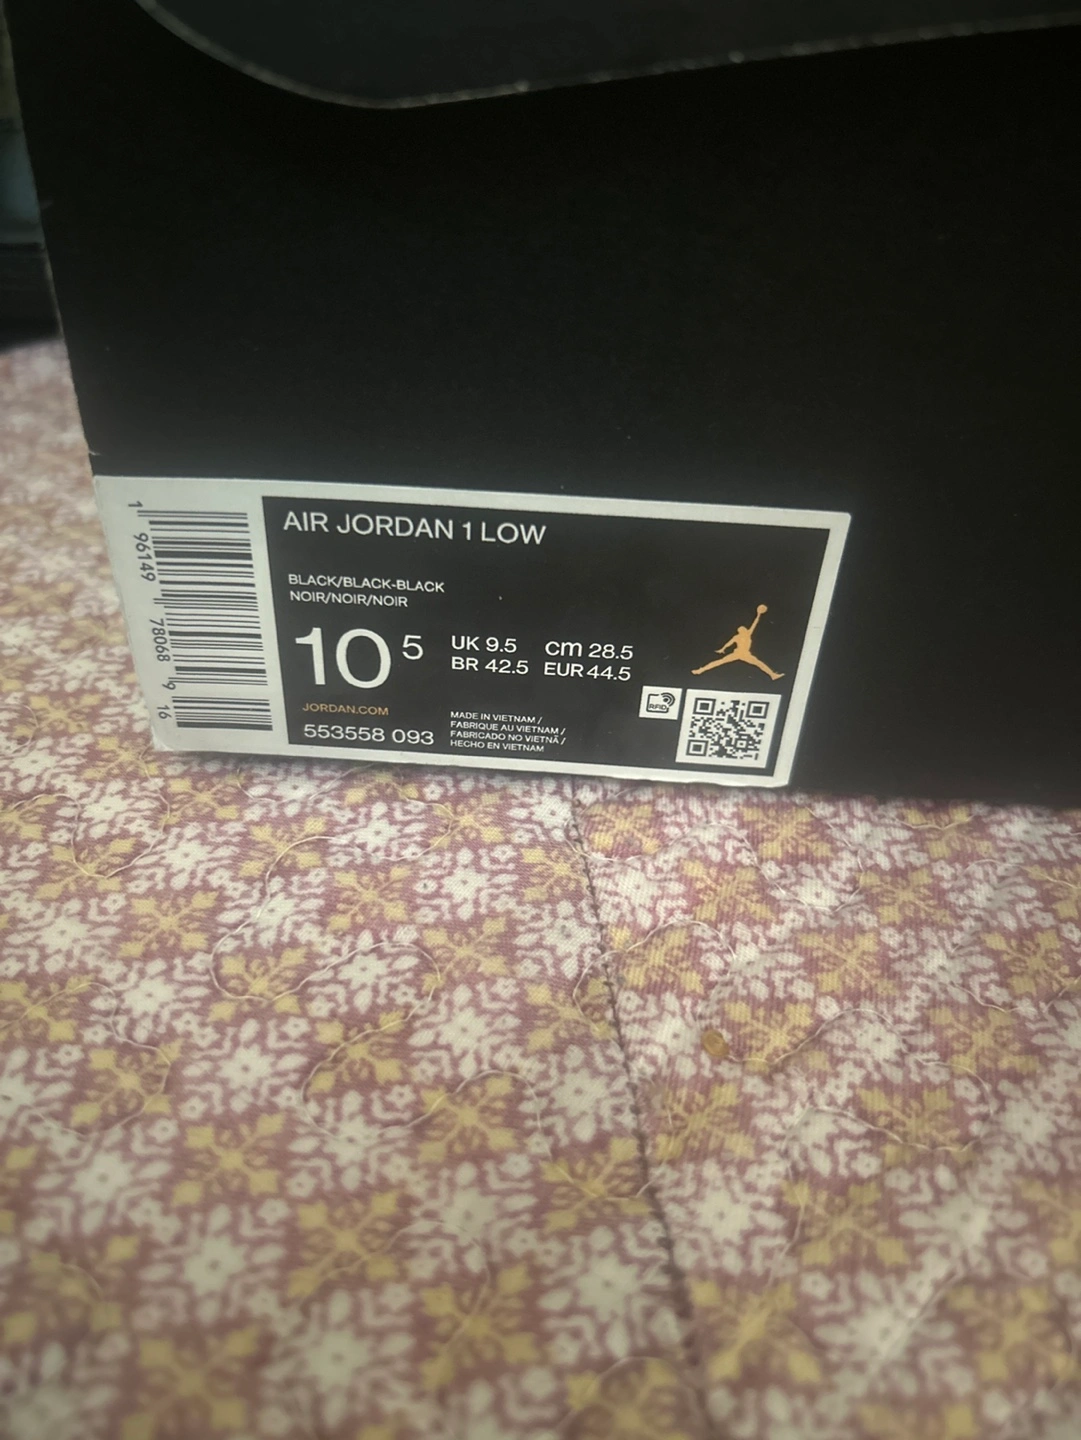 AIR JORDAN 1 LOW
BLACK/BLACK-BLACK
NOIR/NOIR/NOIR
10 5
UK 9.5 cm 28.5
BR 42.5 EUR 44.5
JORDAN.COM
553558 093
MADE IN VIETNAM /
FABRIQUE AU VIETNAM /
FABRICADO NO VIETNÃ /
HECHO EN VIETNAM
RFID
1 96149 78068 9 16